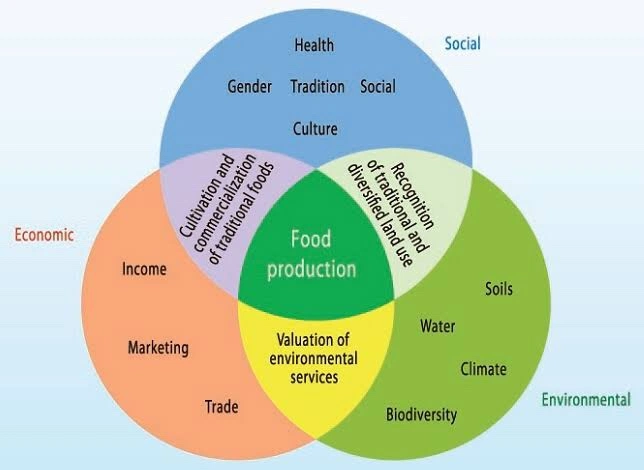 Health
Social
Gender Tradition Social
Culture
Cultivation and
commercialization
of traditional foods
Recognition
of traditional and
diversified land use
Economic
Food
production
Income
Soils
Water
Marketing
Valuation of
environmental
services
Climate
Trade
Biodiversity
Environmental